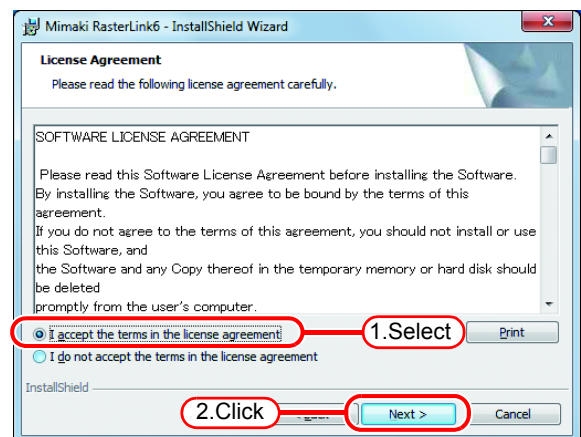 Mimaki RasterLink6 - InstallShield Wizard
License Agreement
Please read the following license agreement carefully.
SOFTWARE LICENSE AGREEMENT
Please read this Software License Agreement before installing the Software.
By installing the Software, you agree to be bound by the terms of this
agreement.
If you do not agree to the terms of this agreement, you should not install or use
this Software, and
the Software and any Copy thereof in the temporary memory or hard disk should
be deleted
promptly from the user's computer.
I accept the terms in the license agreement
1.Select
Print
I do not accept the terms in the license agreement
InstallShield
2.Click
Next >
Cancel